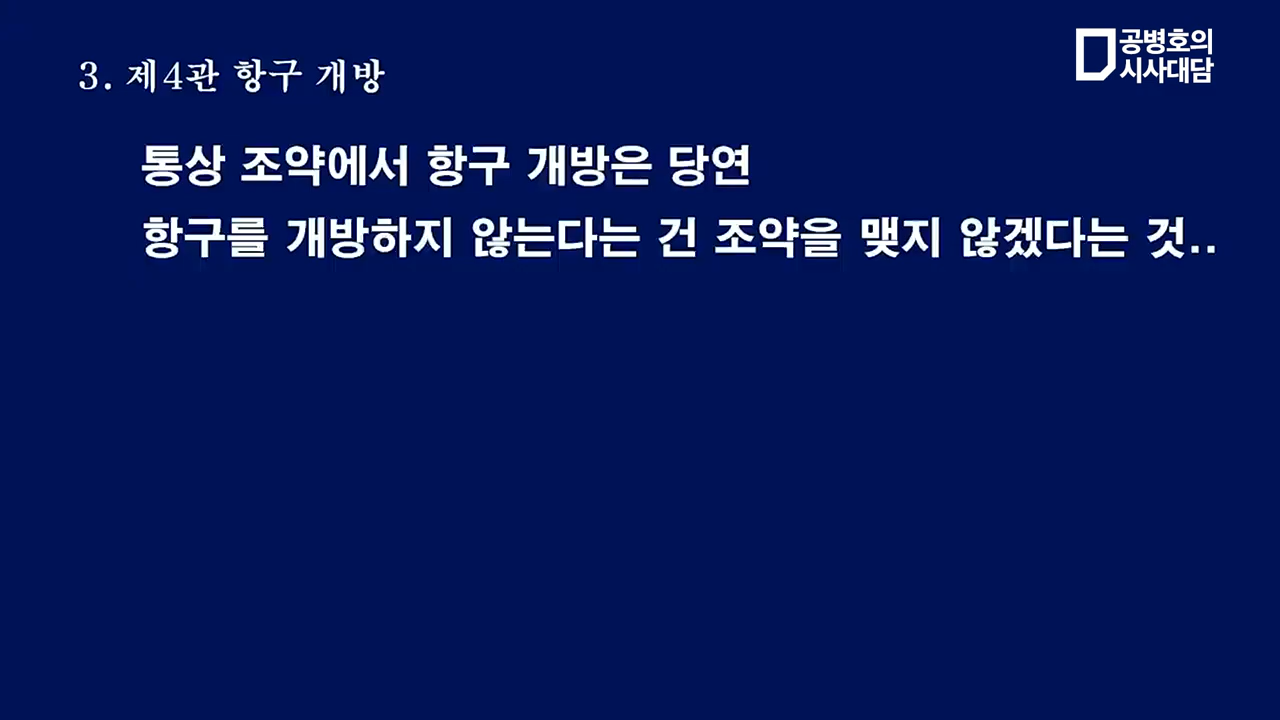 공병호의
시사대담
3. 제4관 항구 개방
통상 조약에서 항구 개방은 당연
항구를 개방하지 않는다는 건 조약을 맺지 않겠다는 것..